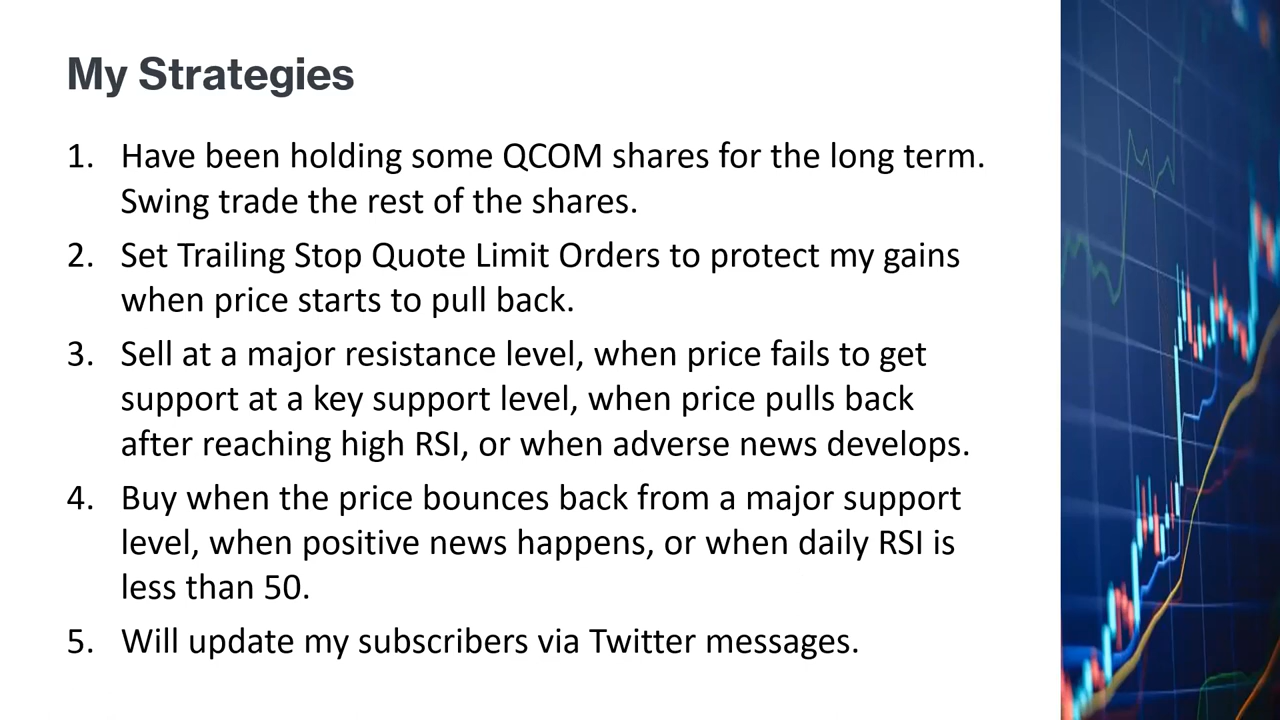 My Strategies
1. Have been holding some QCOM shares for the long term.
Swing trade the rest of the shares.
2. Set Trailing Stop Quote Limit Orders to protect my gains
when price starts to pull back.
3. Sell at a major resistance level, when price fails to get
support at a key support level, when price pulls back
after reaching high RSI, or when adverse news develops.
4. Buy when the price bounces back from a major support
level, when positive news happens, or when daily RSI is
less than 50.
5. Will update my subscribers via Twitter messages.